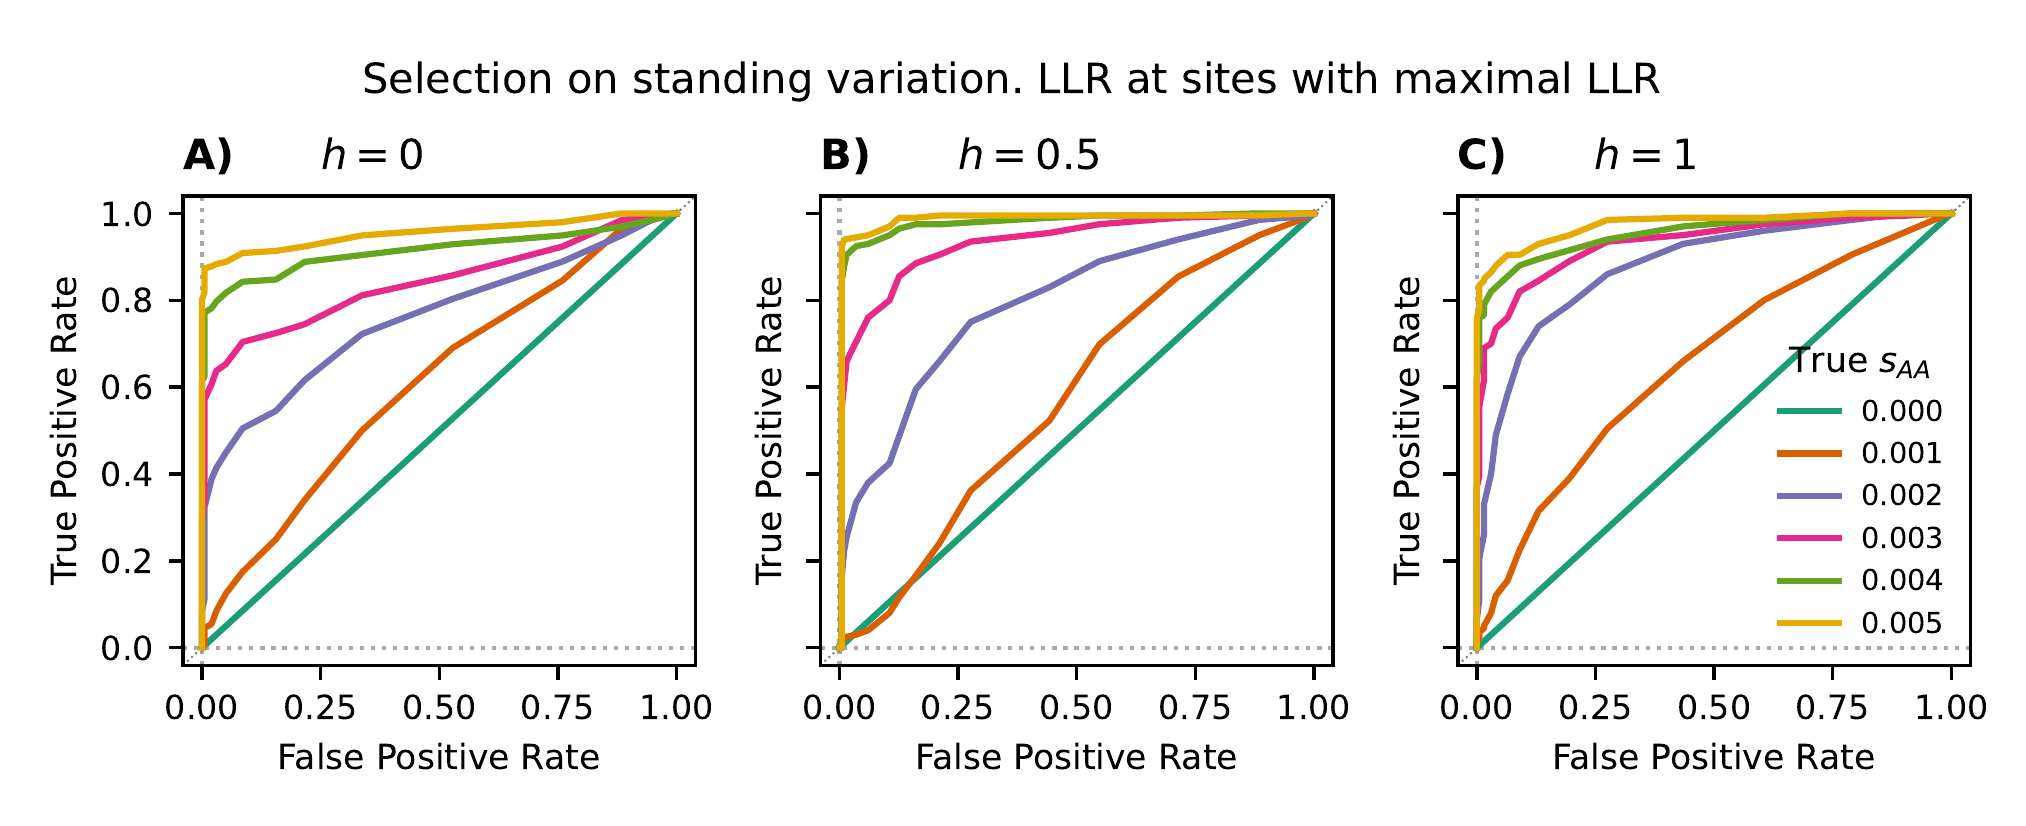 Selection on standing variation. LLR at sites with maximal LLR
A) h = 0
B) h = 0.5
C) h = 1
True Positive Rate
1.0
0.8
0.6
0.4
0.2
0.0
0.00 0.25 0.50 0.75 1.00
False Positive Rate
True Positive Rate
0.00 0.25 0.50 0.75 1.00
False Positive Rate
True Positive Rate
True s_AA
0.000
0.001
0.002
0.003
0.004
0.005
0.00 0.25 0.50 0.75 1.00
False Positive Rate